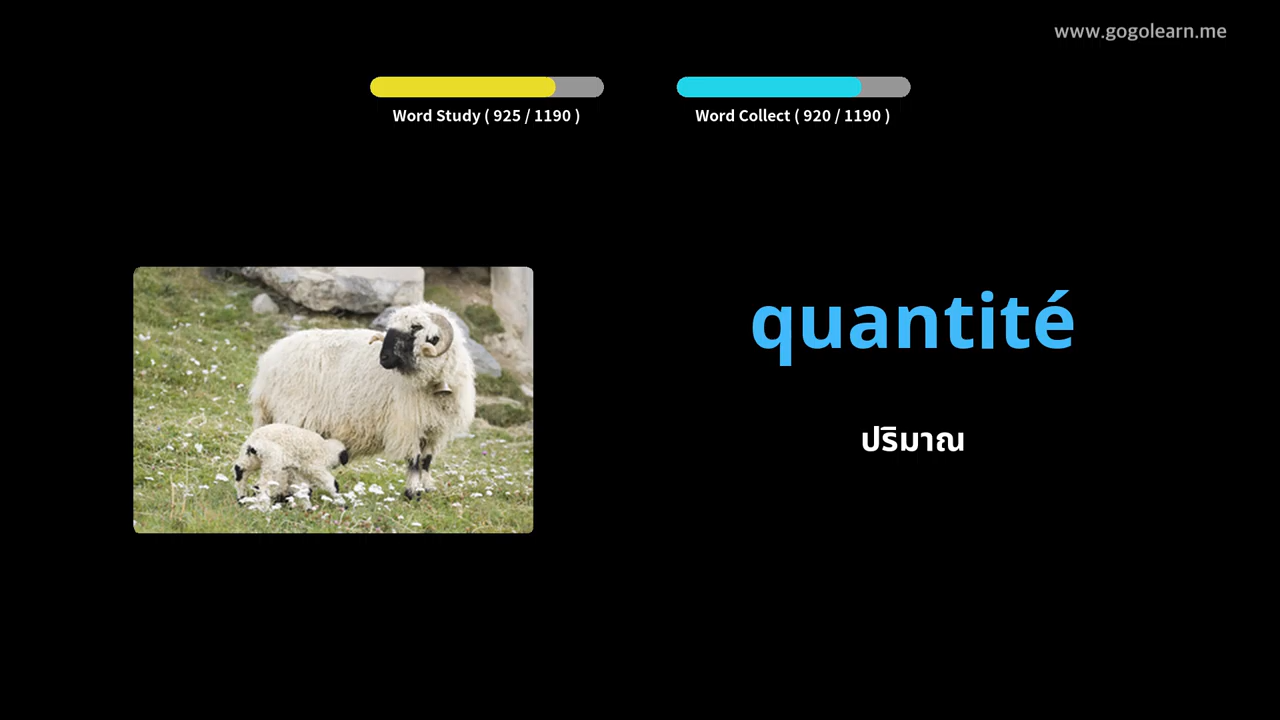 www.gogolearn.me
Word Study ( 925 / 1190 )
Word Collect ( 920 / 1190 )
quantité
ปริมาณ